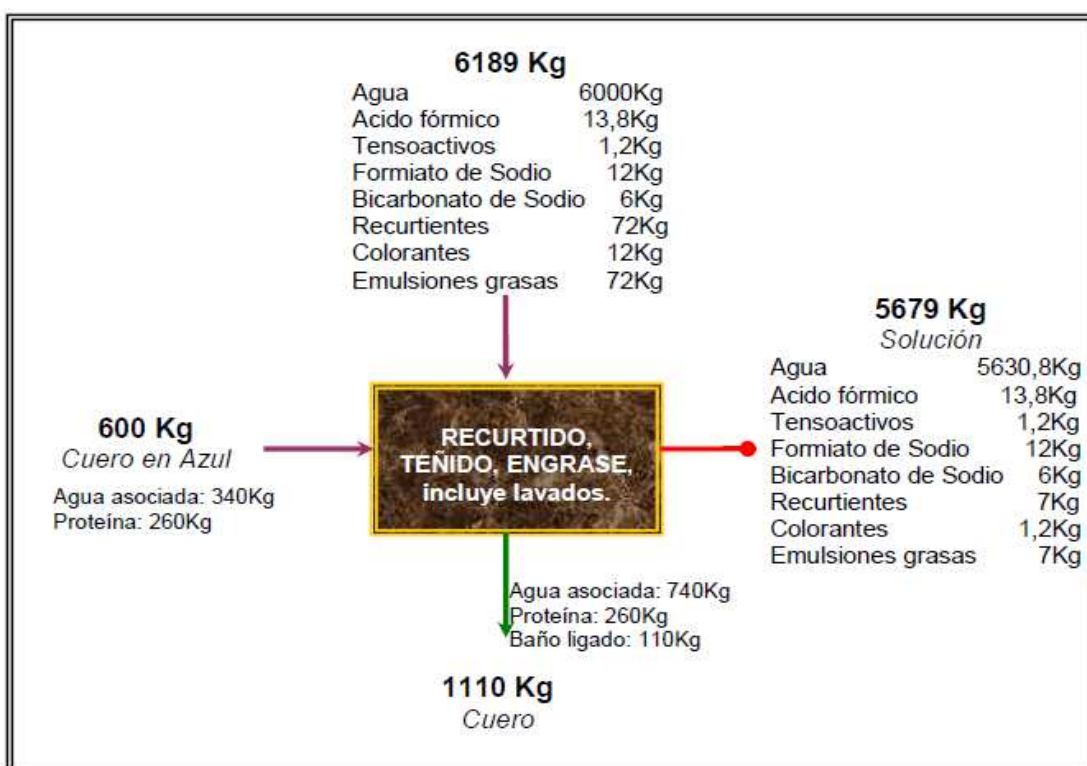 6189 Kg
Agua 6000Kg
Acido fórmico 13,8Kg
Tensoactivos 1,2Kg
Formiato de Sodio 12Kg
Bicarbonato de Sodio 6Kg
Recurtientes 72Kg
Colorantes 12Kg
Emulsiones grasas 72Kg
600 Kg
Cuero en Azul
Agua asociada: 340Kg
Proteína: 260Kg
RECURTIDO,
TEÑIDO, ENGRASE,
incluye lavados.
5679 Kg
Solución
Agua 5630,8Kg
Acido fórmico 13,8Kg
Tensoactivos 1,2Kg
Formiato de Sodio 12Kg
Bicarbonato de Sodio 6Kg
Recurtientes 7Kg
Colorantes 1,2Kg
Emulsiones grasas 7Kg
Agua asociada: 740Kg
Proteína: 260Kg
Baño ligado: 110Kg
1110 Kg
Cuero